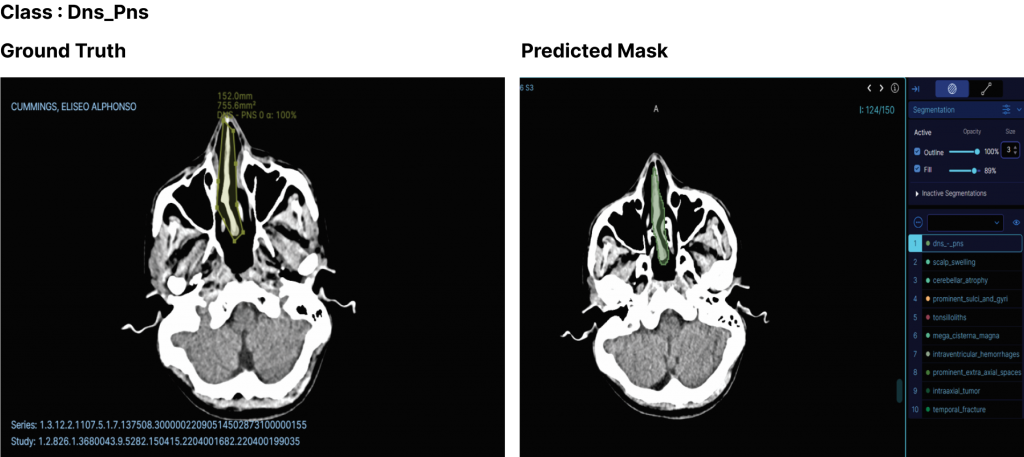 Class : Dns_Pns
Ground Truth
Predicted Mask
152.0mm
755.6mm²
DNS - PNS 0 α: 100%
CUMMINGS, ELISEO ALPHONSO
Series: 1.3.12.2.1107.5.1.7.137508.30000022090514502873100000155
Study: 1.2.826.1.3680043.9.5282.150415.2204001682.220400199035
6 S3
A
I: 124/150
Segmentation
Active
Opacity
Size
Outline
100%
3
Fill
89%
Inactive Segmentations
1 dns_-_pns
2 scalp_swelling
3 cerebellar_atrophy
4 prominent_sulci_and_gyri
5 tonsilloliths
6 mega_cisterna_magna
7 intraventricular_hemorrhages
8 prominent_extra_axial_spaces
9 intraaxial_tumor
10 temporal_fracture